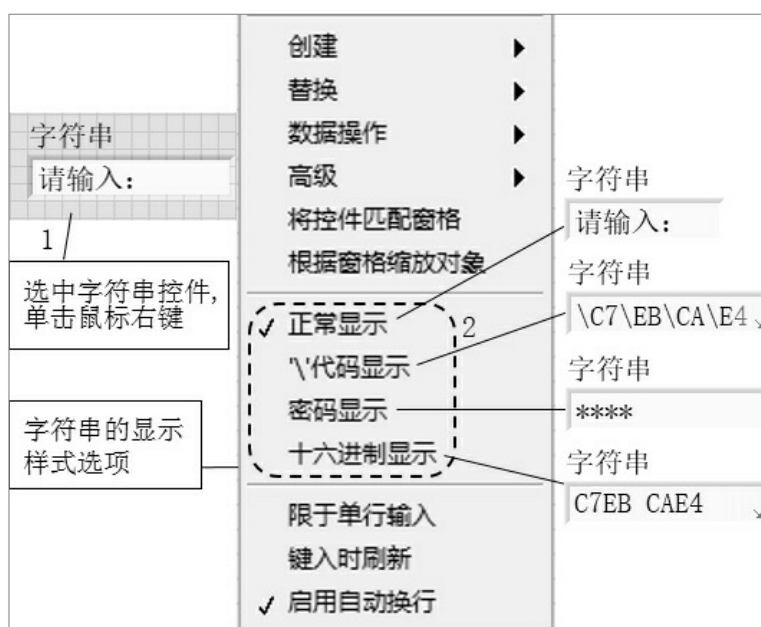 字符串
请输入:
1
选中字符串控件,
单击鼠标右键
字符串的显示
样式选项
创建
替换
数据操作
高级
将控件匹配窗格
根据窗格缩放对象
正常显示
'\'代码显示
密码显示
十六进制显示
2
限于单行输入
键入时刷新
启用自动换行
字符串
请输入:
字符串
\C7\EB\CA\E4
字符串
****
字符串
C7EB CAE4